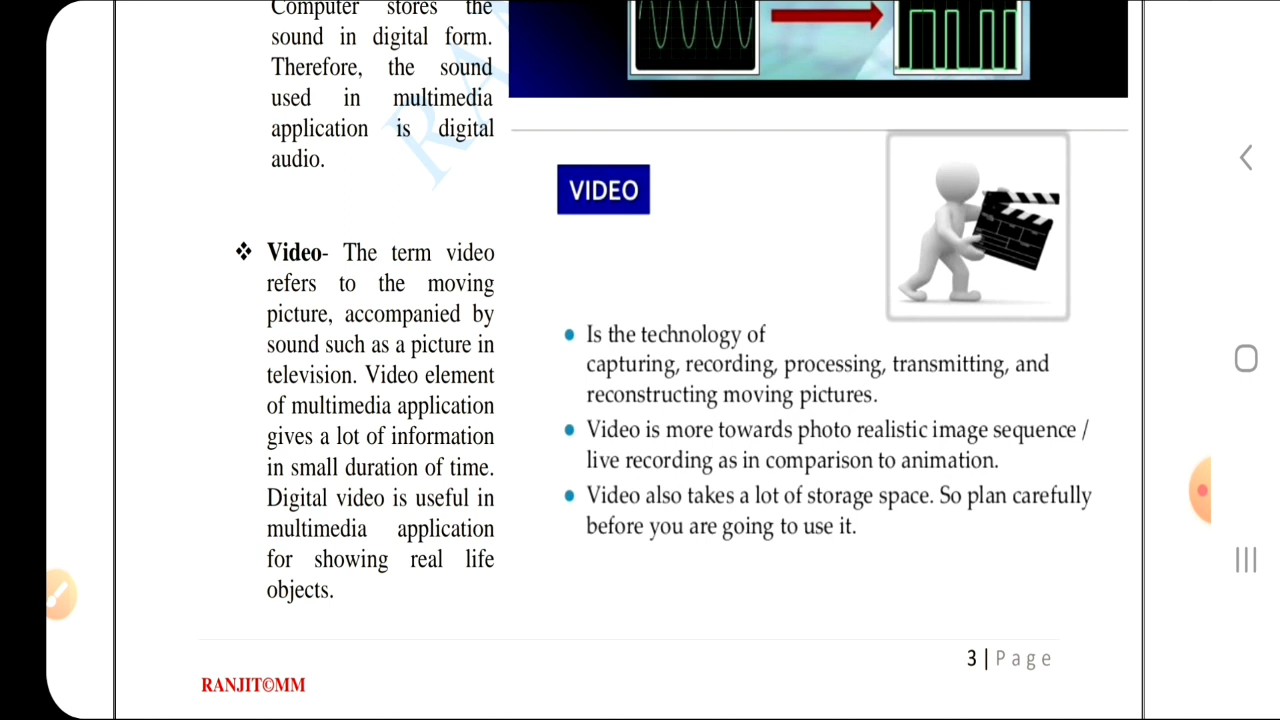 Computer stores the
sound in digital form.
Therefore, the sound
used in multimedia
application is digital
audio.
❖ Video- The term video
refers to the moving
picture, accompanied by
sound such as a picture in
television. Video element
of multimedia application
gives a lot of information
in small duration of time.
Digital video is useful in
multimedia application
for showing real life
objects.
VIDEO
• Is the technology of
capturing, recording, processing, transmitting, and
reconstructing moving pictures.
• Video is more towards photo realistic image sequence /
live recording as in comparison to animation.
• Video also takes a lot of storage space. So plan carefully
before you are going to use it.
3 | Page
RANJIT©MM